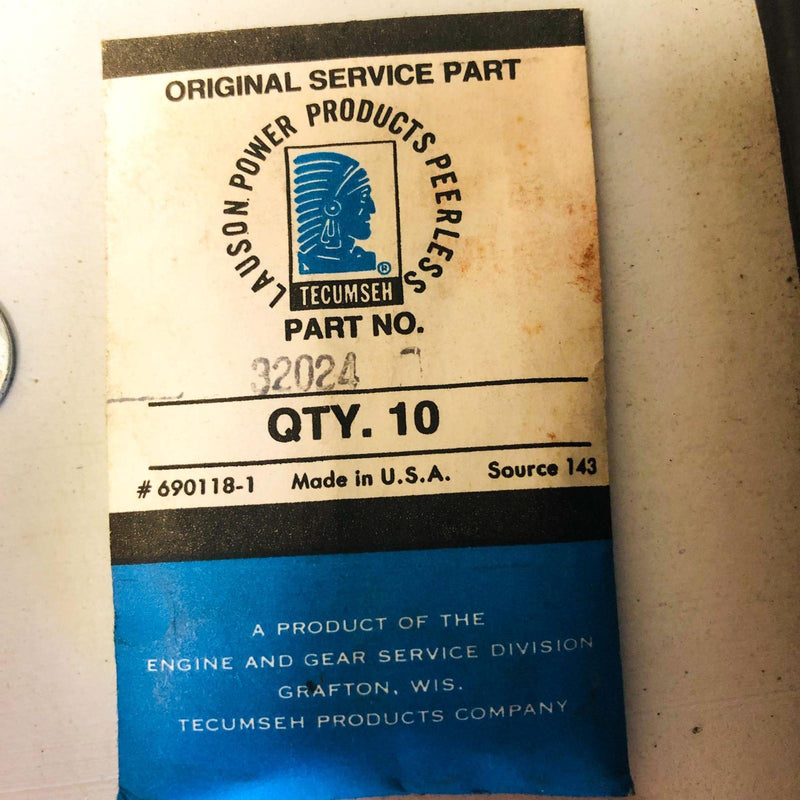 ORIGINAL SERVICE PART
LAUSON POWER PRODUCTS PEERLESS
®
TECUMSEH
PART NO.
32024
QTY. 10
# 690118-1 Made in U.S.A. Source 143
A PRODUCT OF THE
ENGINE AND GEAR SERVICE DIVISION
GRAFTON, WIS.
TECUMSEH PRODUCTS COMPANY